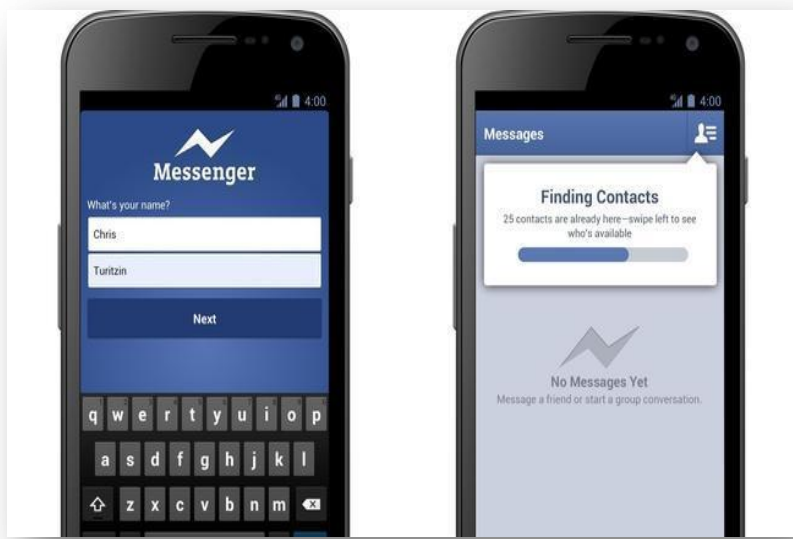 4:00
Messenger
What's your name?
Chris
Turitzin
Next
q w e r t y u i o p
a s d f g h j k l
z x c v b n m
4:00
Messages
Finding Contacts
25 contacts are already here—swipe left to see
who's available
No Messages Yet
Message a friend or start a group conversation.